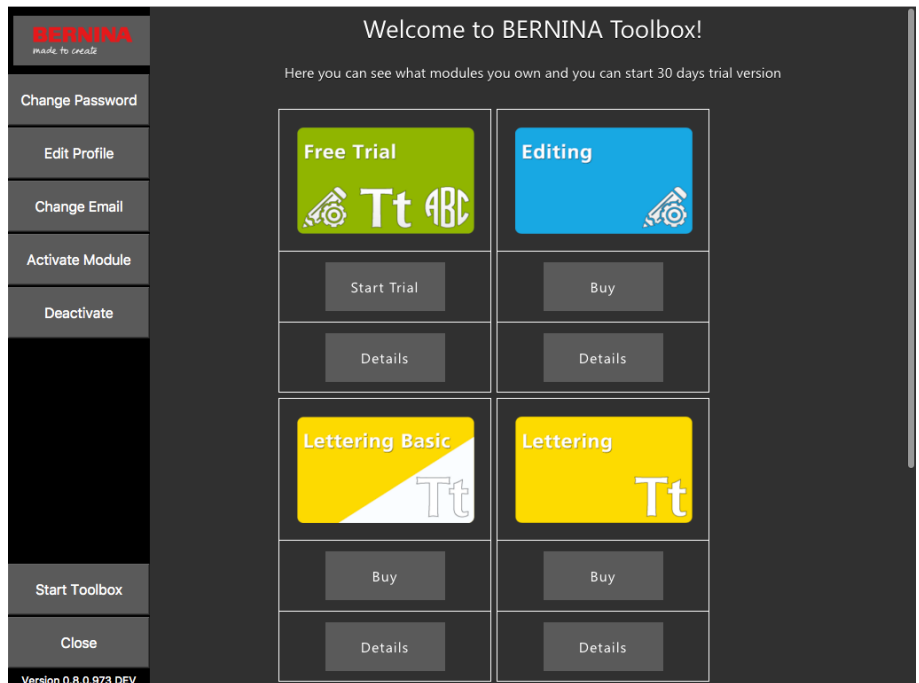 BERNINA
made to create
Change Password
Edit Profile
Change Email
Activate Module
Deactivate
Start Toolbox
Close
Version 0.8.0.973 DEV
Welcome to BERNINA Toolbox!
Here you can see what modules you own and you can start 30 days trial version
Free Trial
Tt ABC
Start Trial
Details
Editing
Buy
Details
Lettering Basic
Tt
Buy
Details
Lettering
Tt
Buy
Details